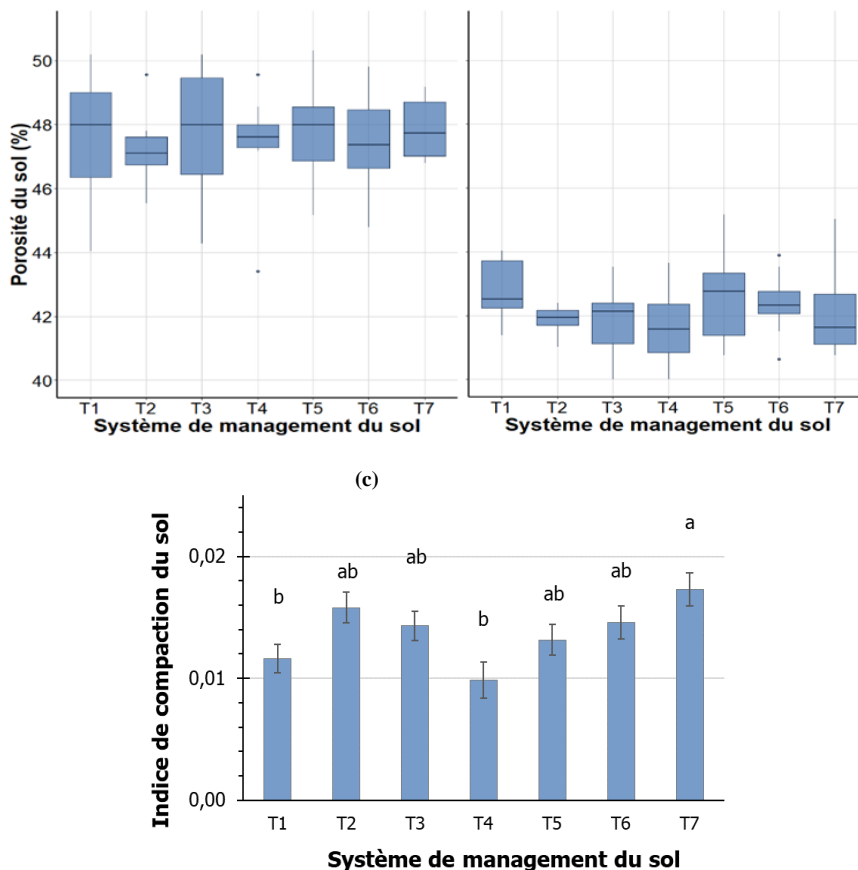 Porosité du sol (%)
50
48
46
44
42
40
T1 T2 T3 T4 T5 T6 T7
Système de management du sol
T1 T2 T3 T4 T5 T6 T7
Système de management du sol
(c)
Indice de compaction du sol
0,02
0,01
0,00
b ab ab b ab ab a
T1 T2 T3 T4 T5 T6 T7
Système de management du sol